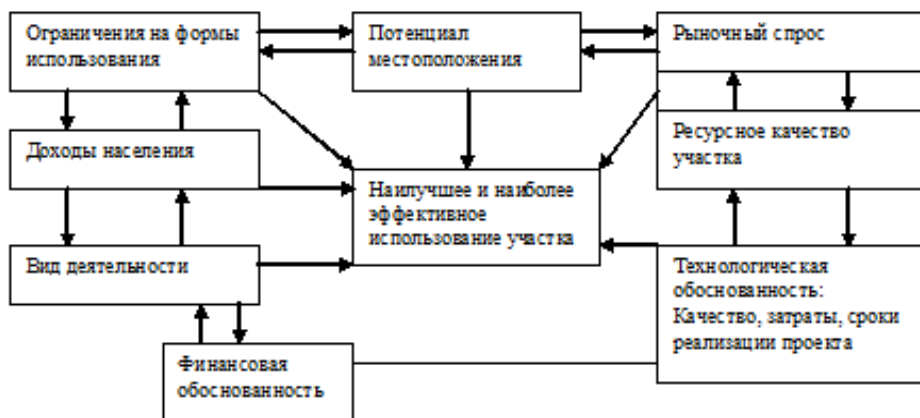 Ограничения на формы
использования
Потенциал
местоположения
Рыночный спрос
Доходы населения
Ресурсное качество
участка
Наилучшее и наиболее
эффективное
использование участка
Вид деятельности
Технологическая
обоснованность:
Качество, затраты, сроки
реализации проекта
Финансовая
обоснованность